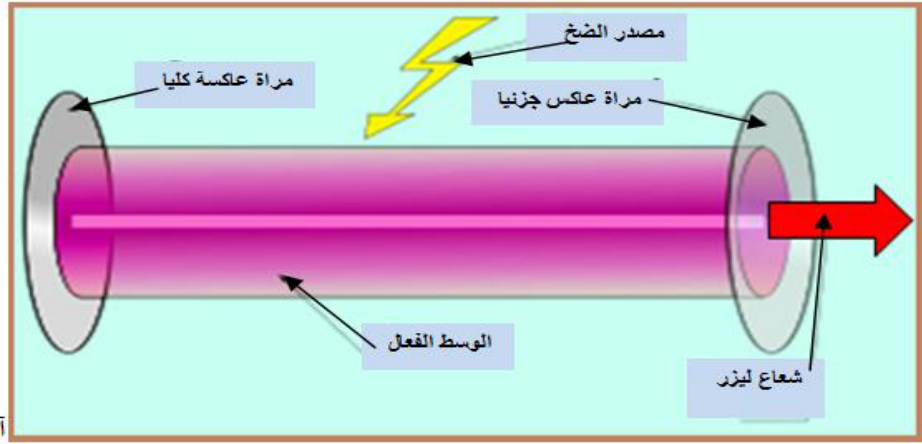 مصدر الضخ
مراة عاكسة كليا
مراة عاكس جزئيا
الوسط الفعال
شعاع ليزر